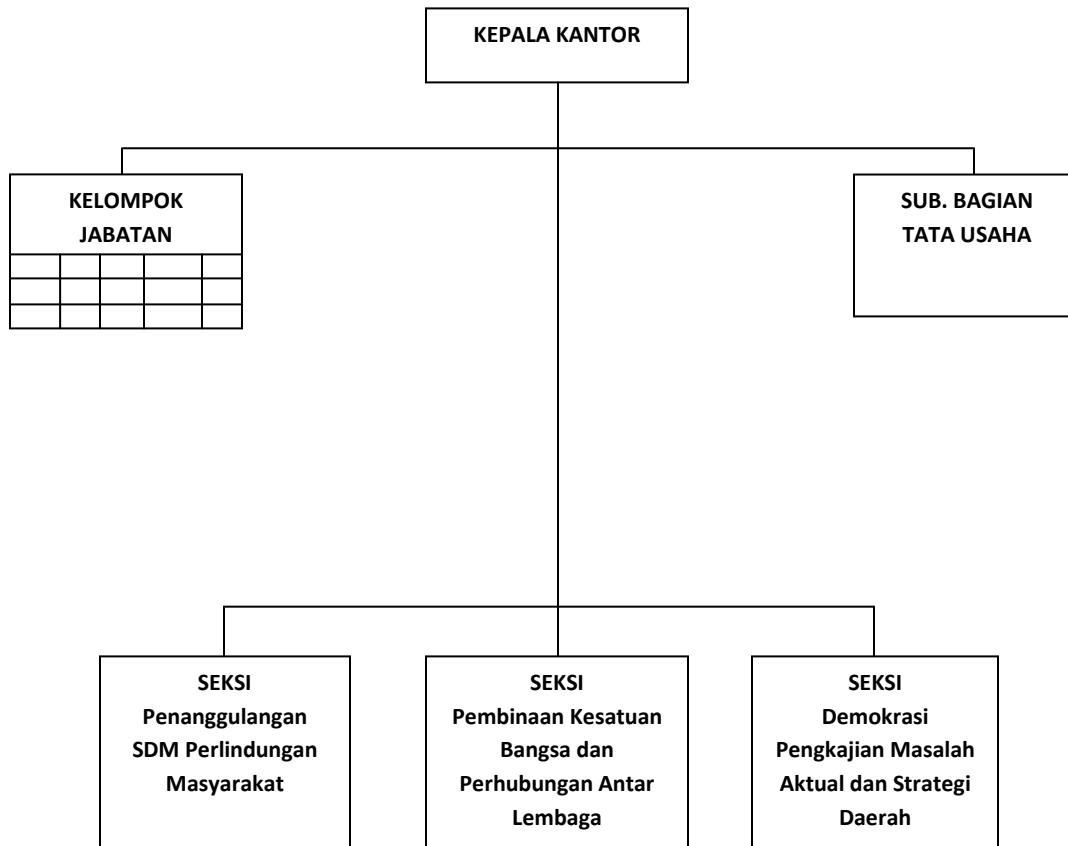 KEPALA KANTOR
KELOMPOK
JABATAN
SUB. BAGIAN
TATA USAHA
SEKSI
Penanggulangan
SDM Perlindungan
Masyarakat
SEKSI
Pembinaan Kesatuan
Bangsa dan
Perhubungan Antar
Lembaga
SEKSI
Demokrasi
Pengkajian Masalah
Aktual dan Strategi
Daerah